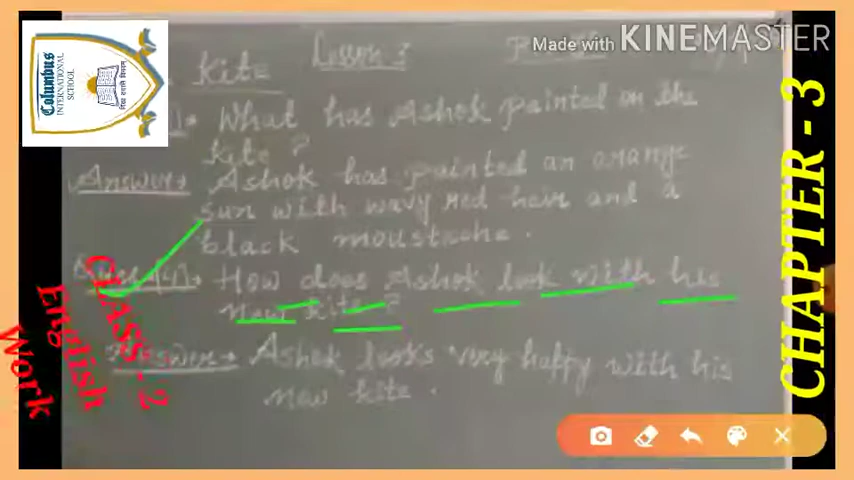 Made with KINEMASTER
Columbus
INTERNATIONAL
SCHOOL
Kite
Lesson 3
What has Ashok painted on the
kite ?
Answer→ Ashok has painted an orange
sun with wavy red hair and a
black moustache .
How does Ashok look with his
new kite ?
Answer→ Ashok looks very happy with his
new kite .
CLASS - 2
English
Work
CHAPTER - 3